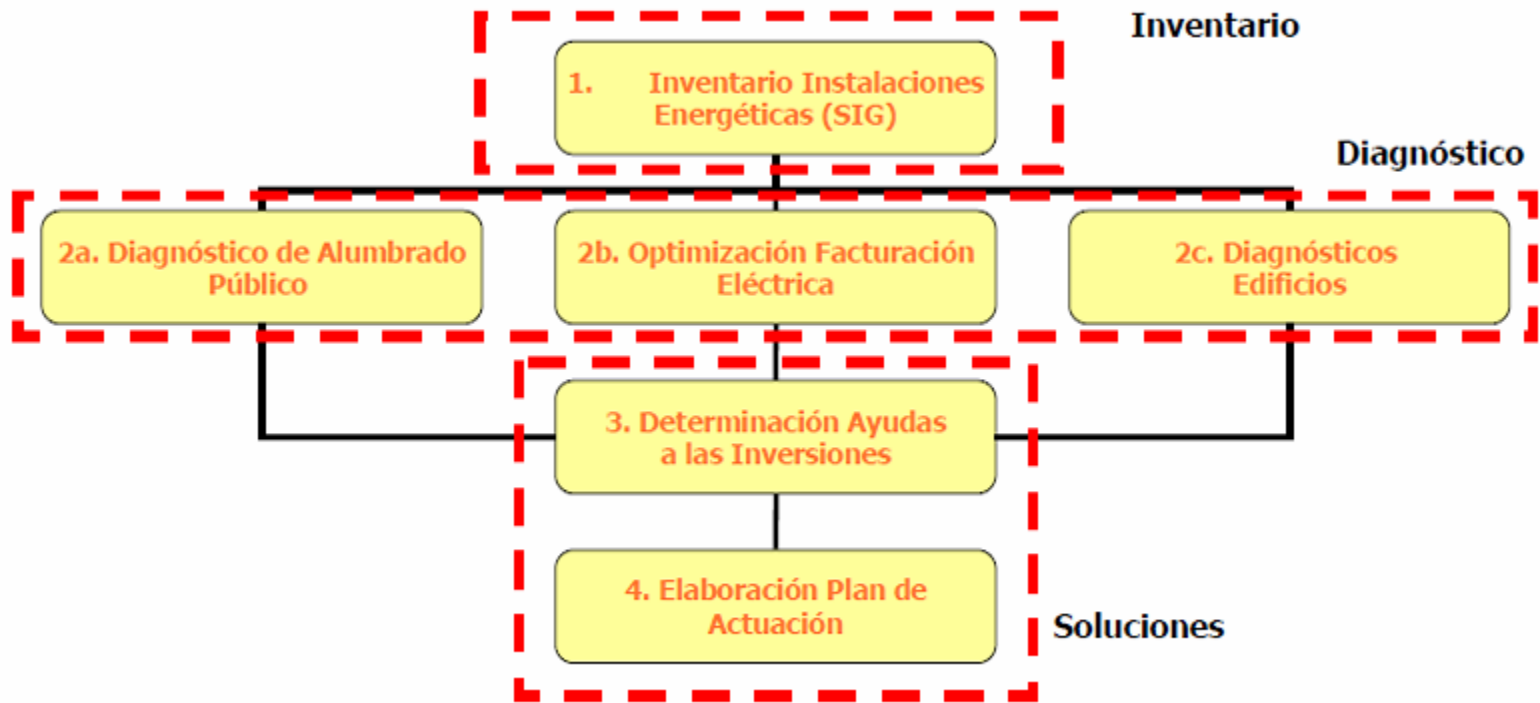 Inventario
1. Inventario Instalaciones
Energéticas (SIG)
Diagnóstico
2a. Diagnóstico de Alumbrado
Público
2b. Optimización Facturación
Eléctrica
2c. Diagnósticos
Edificios
3. Determinación Ayudas
a las Inversiones
4. Elaboración Plan de
Actuación
Soluciones